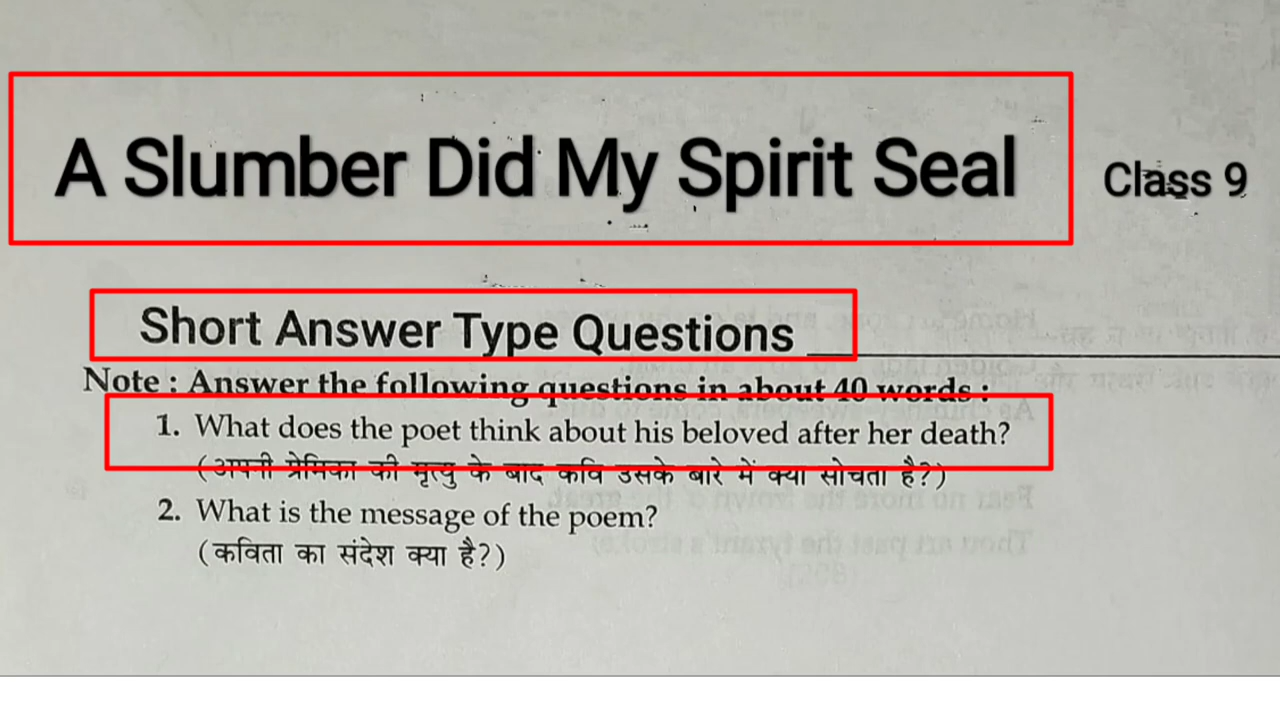 A Slumber Did My Spirit Seal
Class 9
Short Answer Type Questions
Note : Answer the following questions in about 40 words :
1. What does the poet think about his beloved after her death?
(अपनी प्रेमिका की मृत्यु के बाद कवि उसके बारे में क्या सोचता है?)
2. What is the message of the poem?
(कविता का संदेश क्या है?)